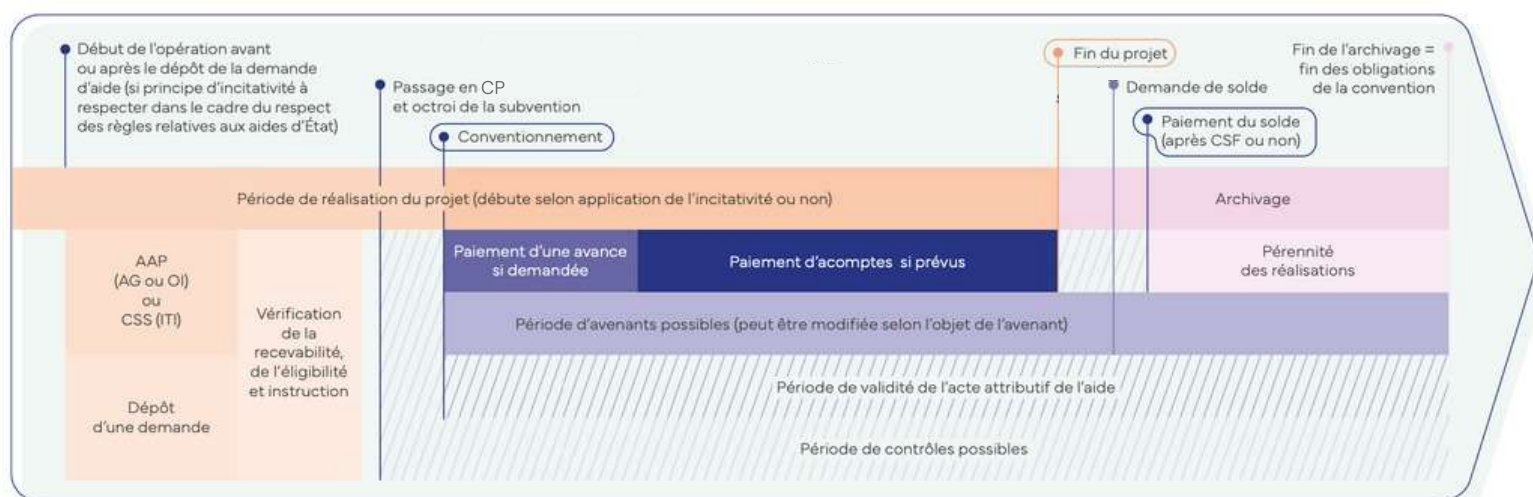 Début de l'opération avant
ou après le dépôt de la demande
d'aide (si principe d'incitativité à
respecter dans le cadre du respect
des règles relatives aux aides d'État)
Passage en CP
et octroi de la subvention
Conventionnement
Fin du projet
Demande de solde
Paiement du solde
(après CSF ou non)
Fin de l'archivage =
fin des obligations
de la convention
Période de réalisation du projet (débute selon application de l'incitativité ou non)
Archivage
AAP
(AG ou OI)
ou
CSS (ITI)
Dépôt
d'une demande
Vérification
de la
recevabilité,
de l'éligibilité
et instruction
Paiement d'une avance
si demandée
Paiement d'acomptes si prévus
Pérennité
des réalisations
Période d'avenants possibles (peut être modifiée selon l'objet de l'avenant)
Période de validité de l'acte attributif de l'aide
Période de contrôles possibles